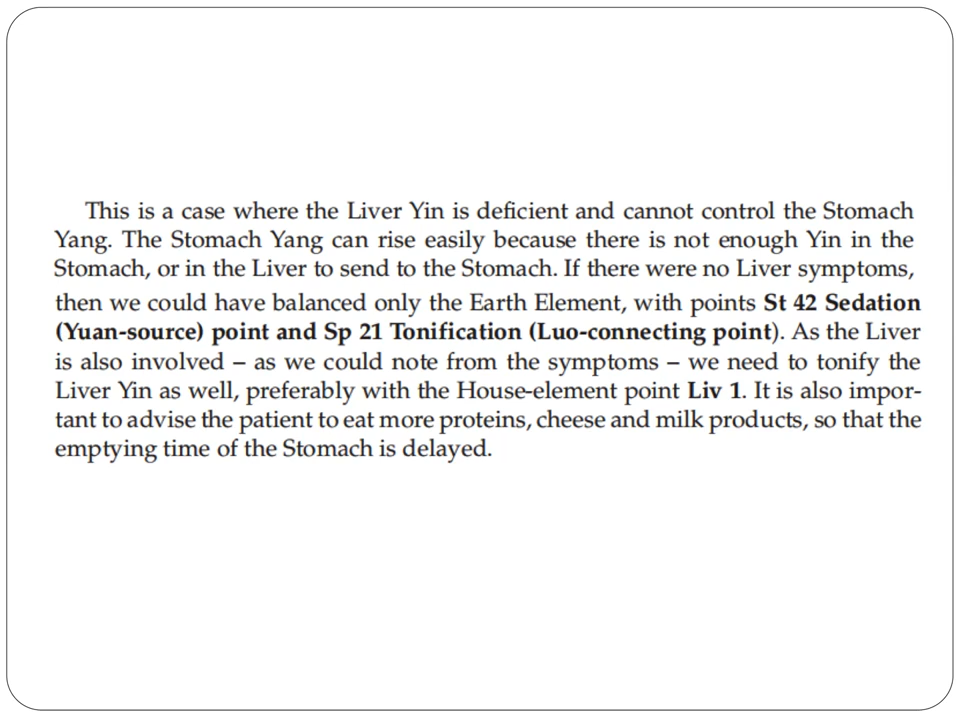 This is a case where the Liver Yin is deficient and cannot control the Stomach
Yang. The Stomach Yang can rise easily because there is not enough Yin in the
Stomach, or in the Liver to send to the Stomach. If there were no Liver symptoms,
then we could have balanced only the Earth Element, with points St 42 Sedation
(Yuan-source) point and Sp 21 Tonification (Luo-connecting point). As the Liver
is also involved – as we could note from the symptoms – we need to tonify the
Liver Yin as well, preferably with the House-element point Liv 1. It is also impor-
tant to advise the patient to eat more proteins, cheese and milk products, so that the
emptying time of the Stomach is delayed.